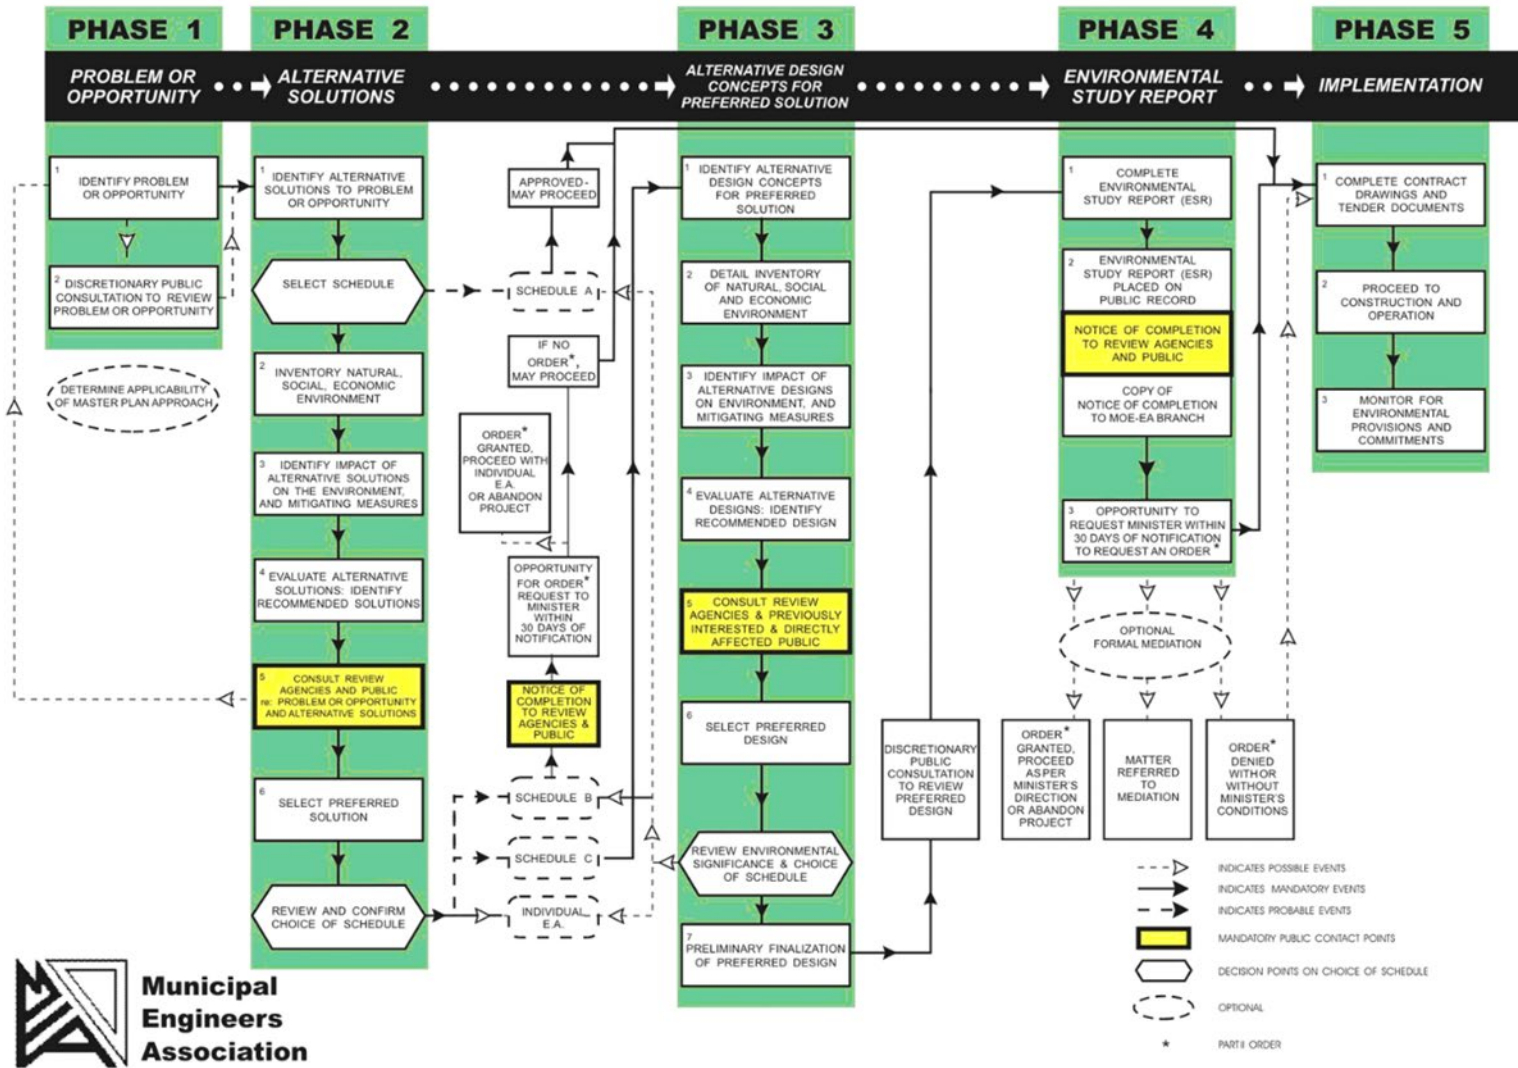 PHASE 1
PHASE 2
PHASE 3
PHASE 4
PHASE 5
PROBLEM OR
OPPORTUNITY
ALTERNATIVE
SOLUTIONS
ALTERNATIVE DESIGN
CONCEPTS FOR
PREFERRED SOLUTION
ENVIRONMENTAL
STUDY REPORT
IMPLEMENTATION
1
IDENTIFY PROBLEM
OR OPPORTUNITY
2 DISCRETIONARY PUBLIC
CONSULTATION TO REVIEW
PROBLEM OR OPPORTUNITY
DETERMINE APPLICABILITY
OF MASTER PLAN APPROACH
1
IDENTIFY ALTERNATIVE
SOLUTIONS TO PROBLEM
OR OPPORTUNITY
SELECT SCHEDULE
2
INVENTORY NATURAL,
SOCIAL, ECONOMIC
ENVIRONMENT
3
IDENTIFY IMPACT OF
ALTERNATIVE SOLUTIONS
ON THE ENVIRONMENT,
AND MITIGATING MEASURES
4
EVALUATE ALTERNATIVE
SOLUTIONS: IDENTIFY
RECOMMENDED SOLUTIONS
5
CONSULT REVIEW
AGENCIES AND PUBLIC
re: PROBLEM OR OPPORTUNITY
AND ALTERNATIVE SOLUTIONS
6
SELECT PREFERRED
SOLUTION
REVIEW AND CONFIRM
CHOICE OF SCHEDULE
APPROVED-
MAY PROCEED
SCHEDULE A
IF NO
ORDER*,
MAY PROCEED
ORDER*
GRANTED,
PROCEED WITH
INDIVIDUAL
E.A.
OR ABANDON
PROJECT
OPPORTUNITY
FOR ORDER*
REQUEST TO
MINISTER
WITHIN
30 DAYS OF
NOTIFICATION
NOTICE OF
COMPLETION
TO REVIEW
AGENCIES &
PUBLIC
SCHEDULE B
SCHEDULE C
INDIVIDUAL
E.A.
1
IDENTIFY ALTERNATIVE
DESIGN CONCEPTS
FOR PREFERRED
SOLUTION
2
DETAIL INVENTORY
OF NATURAL, SOCIAL
AND ECONOMIC
ENVIRONMENT
3
IDENTIFY IMPACT OF
ALTERNATIVE DESIGNS
ON ENVIRONMENT, AND
MITIGATING MEASURES
4
EVALUATE ALTERNATIVE
DESIGNS: IDENTIFY
RECOMMENDED DESIGN
5
CONSULT REVIEW
AGENCIES & PREVIOUSLY
INTERESTED & DIRECTLY
AFFECTED PUBLIC
6
SELECT PREFERRED
DESIGN
REVIEW ENVIRONMENTAL
SIGNIFICANCE & CHOICE
OF SCHEDULE
7
PRELIMINARY FINALIZATION
OF PREFERRED DESIGN
DISCRETIONARY
PUBLIC
CONSULTATION
TO REVIEW
PREFERRED
DESIGN
1
COMPLETE
ENVIRONMENTAL
STUDY REPORT (ESR)
2
ENVIRONMENTAL
STUDY REPORT (ESR)
PLACED ON
PUBLIC RECORD
NOTICE OF COMPLETION
TO REVIEW AGENCIES
AND PUBLIC
COPY OF
NOTICE OF COMPLETION
TO MOE-EA BRANCH
3
OPPORTUNITY TO
REQUEST MINISTER WITHIN
30 DAYS OF NOTIFICATION
TO REQUEST AN ORDER*
OPTIONAL
FORMAL MEDIATION
ORDER*
GRANTED,
PROCEED
ASPER
MINISTER'S
DIRECTION
OR ABANDON
PROJECT
MATTER
REFERRED
TO
MEDIATION
ORDER*
DENIED
WITH OR
WITHOUT
MINISTER'S
CONDITIONS
1
COMPLETE CONTRACT
DRAWINGS AND
TENDER DOCUMENTS
2
PROCEED TO
CONSTRUCTION AND
OPERATION
3
MONITOR FOR
ENVIRONMENTAL
PROVISIONS AND
COMMITMENTS
INDICATES POSSIBLE EVENTS
INDICATES MANDATORY EVENTS
INDICATES PROBABLE EVENTS
MANDATORY PUBLIC CONTACT POINTS
DECISION POINTS ON CHOICE OF SCHEDULE
OPTIONAL
* PART II ORDER
Municipal
Engineers
Association